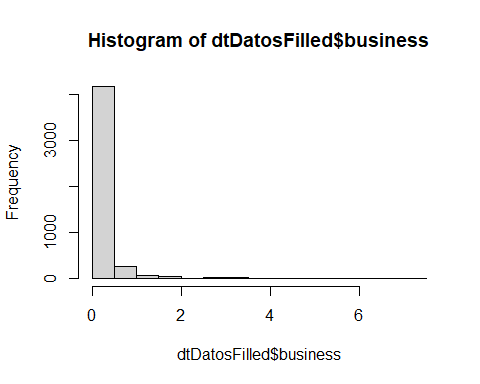 Histogram of dtDatosFilled$business
Frequency
3000
1000
0
0 2 4 6
dtDatosFilled$business